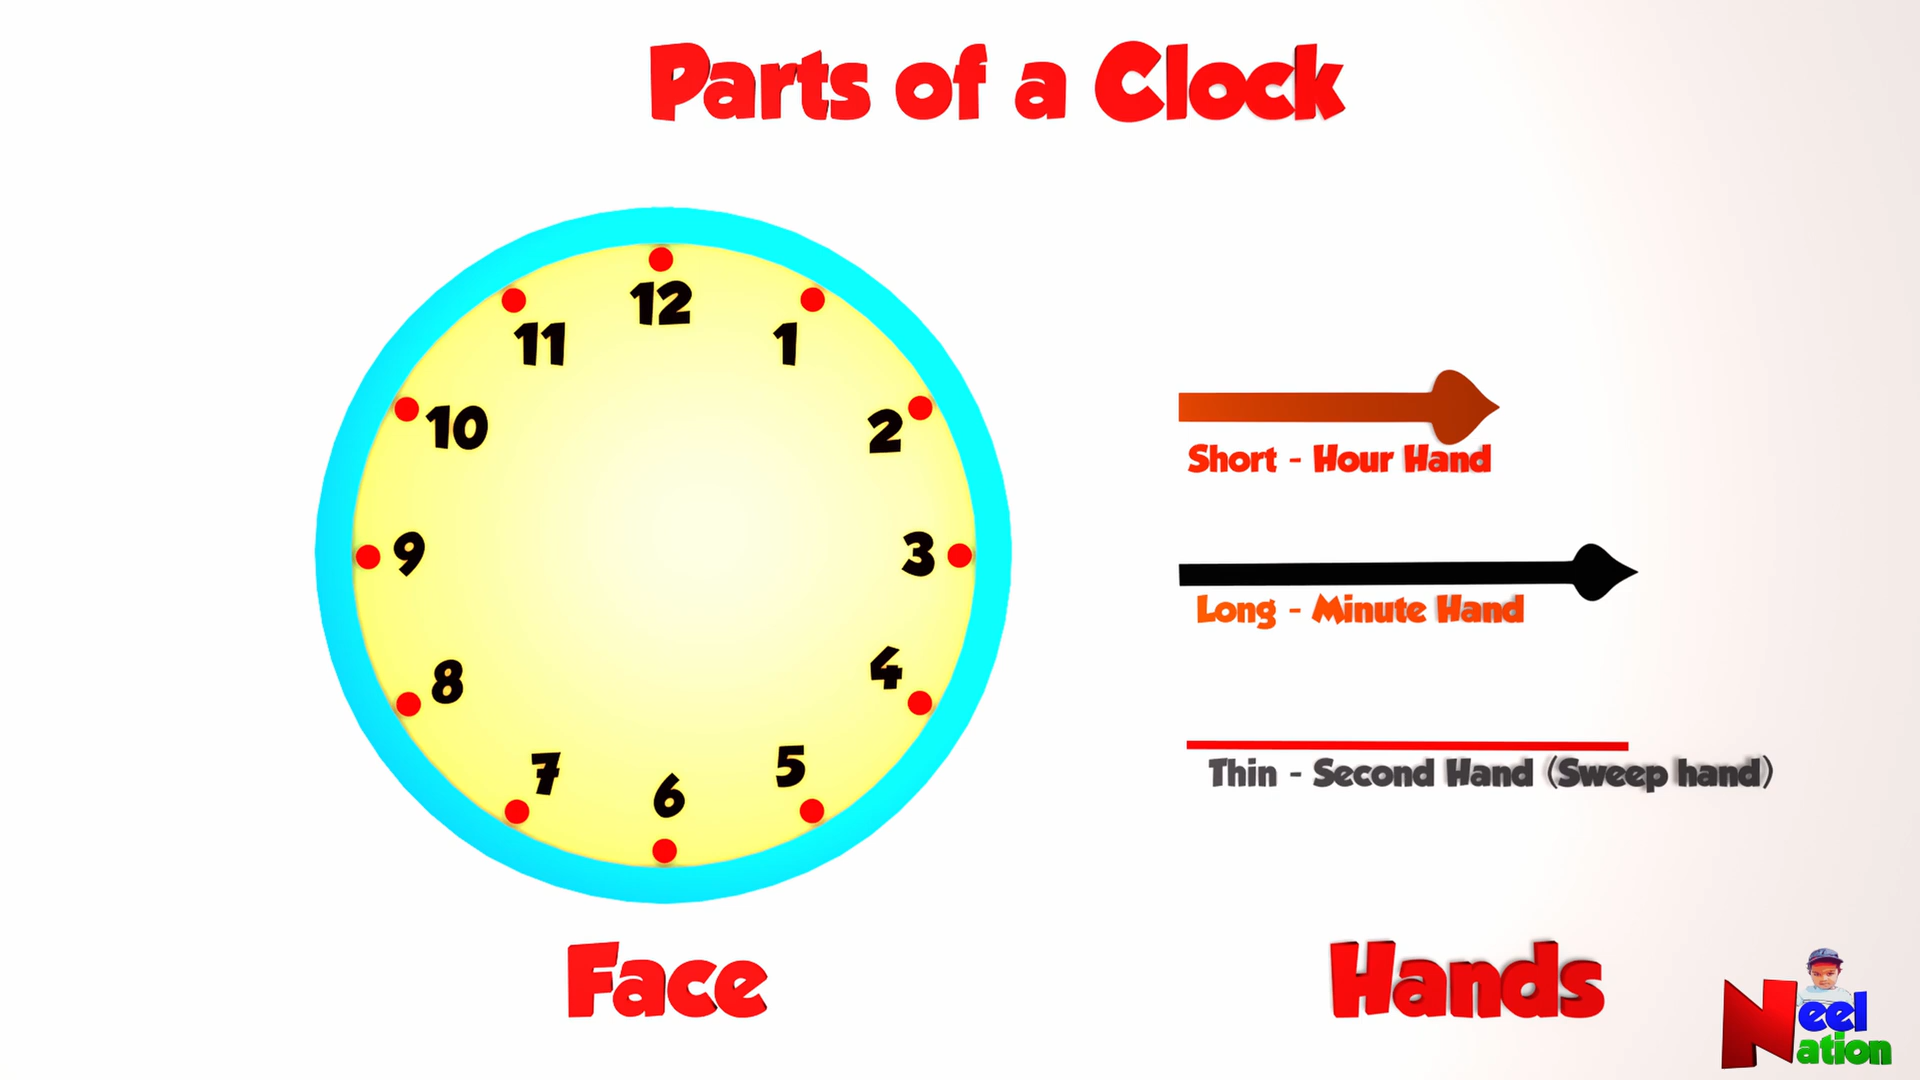 Parts of a Clock
12
11
1
10
2
9
3
8
4
7
5
6
Short - Hour Hand
Long - Minute Hand
Thin - Second Hand (Sweep hand)
Face
Hands
Neel
Nation